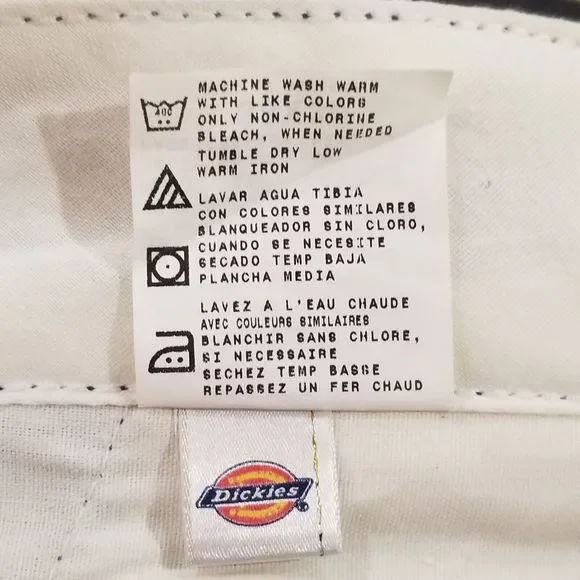 MACHINE WASH WARM
WITH LIKE COLORS
ONLY NON-CHLORINE
BLEACH, WHEN NEEDED
TUMBLE DRY LOW
WARM IRON
40C
LAVAR AGUA TIBIA
CON COLORES SIMILARES
BLANQUEADOR SIN CLORO,
CUANDO SE NECESITE
SECADO TEMP BAJA
PLANCHA MEDIA
LAVEZ A L'EAU CHAUDE
AVEC COULEURS SIMILAIRES
BLANCHIR SANS CHLORE,
SI NECESSAIRE
SECHEZ TEMP BASSE
REPASSEZ UN FER CHAUD
Dickies
®